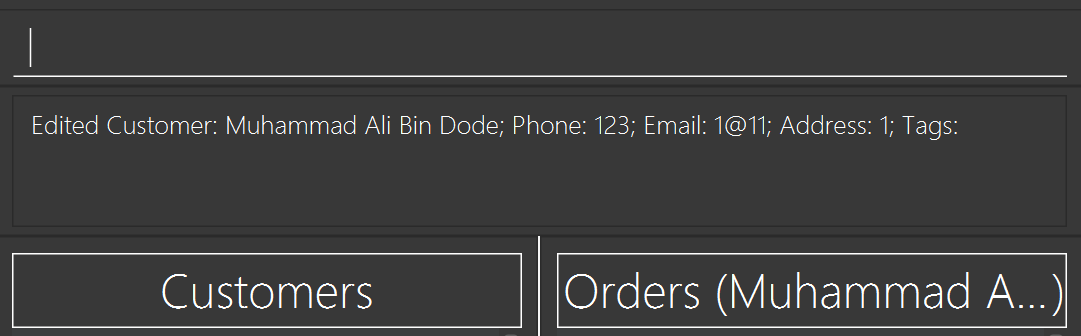 Edited Customer: Muhammad Ali Bin Dode; Phone: 123; Email: 1@11; Address: 1; Tags:
Customers
Orders (Muhammad A...)